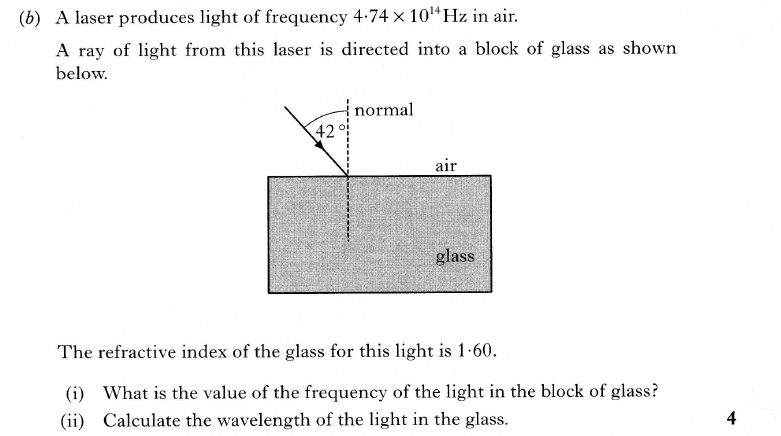 (b) A laser produces light of frequency 4·74 × 10¹⁴ Hz in air.
A ray of light from this laser is directed into a block of glass as shown
below.
normal
42°
air
glass
The refractive index of the glass for this light is 1·60.
(i) What is the value of the frequency of the light in the block of glass?
(ii) Calculate the wavelength of the light in the glass. 4